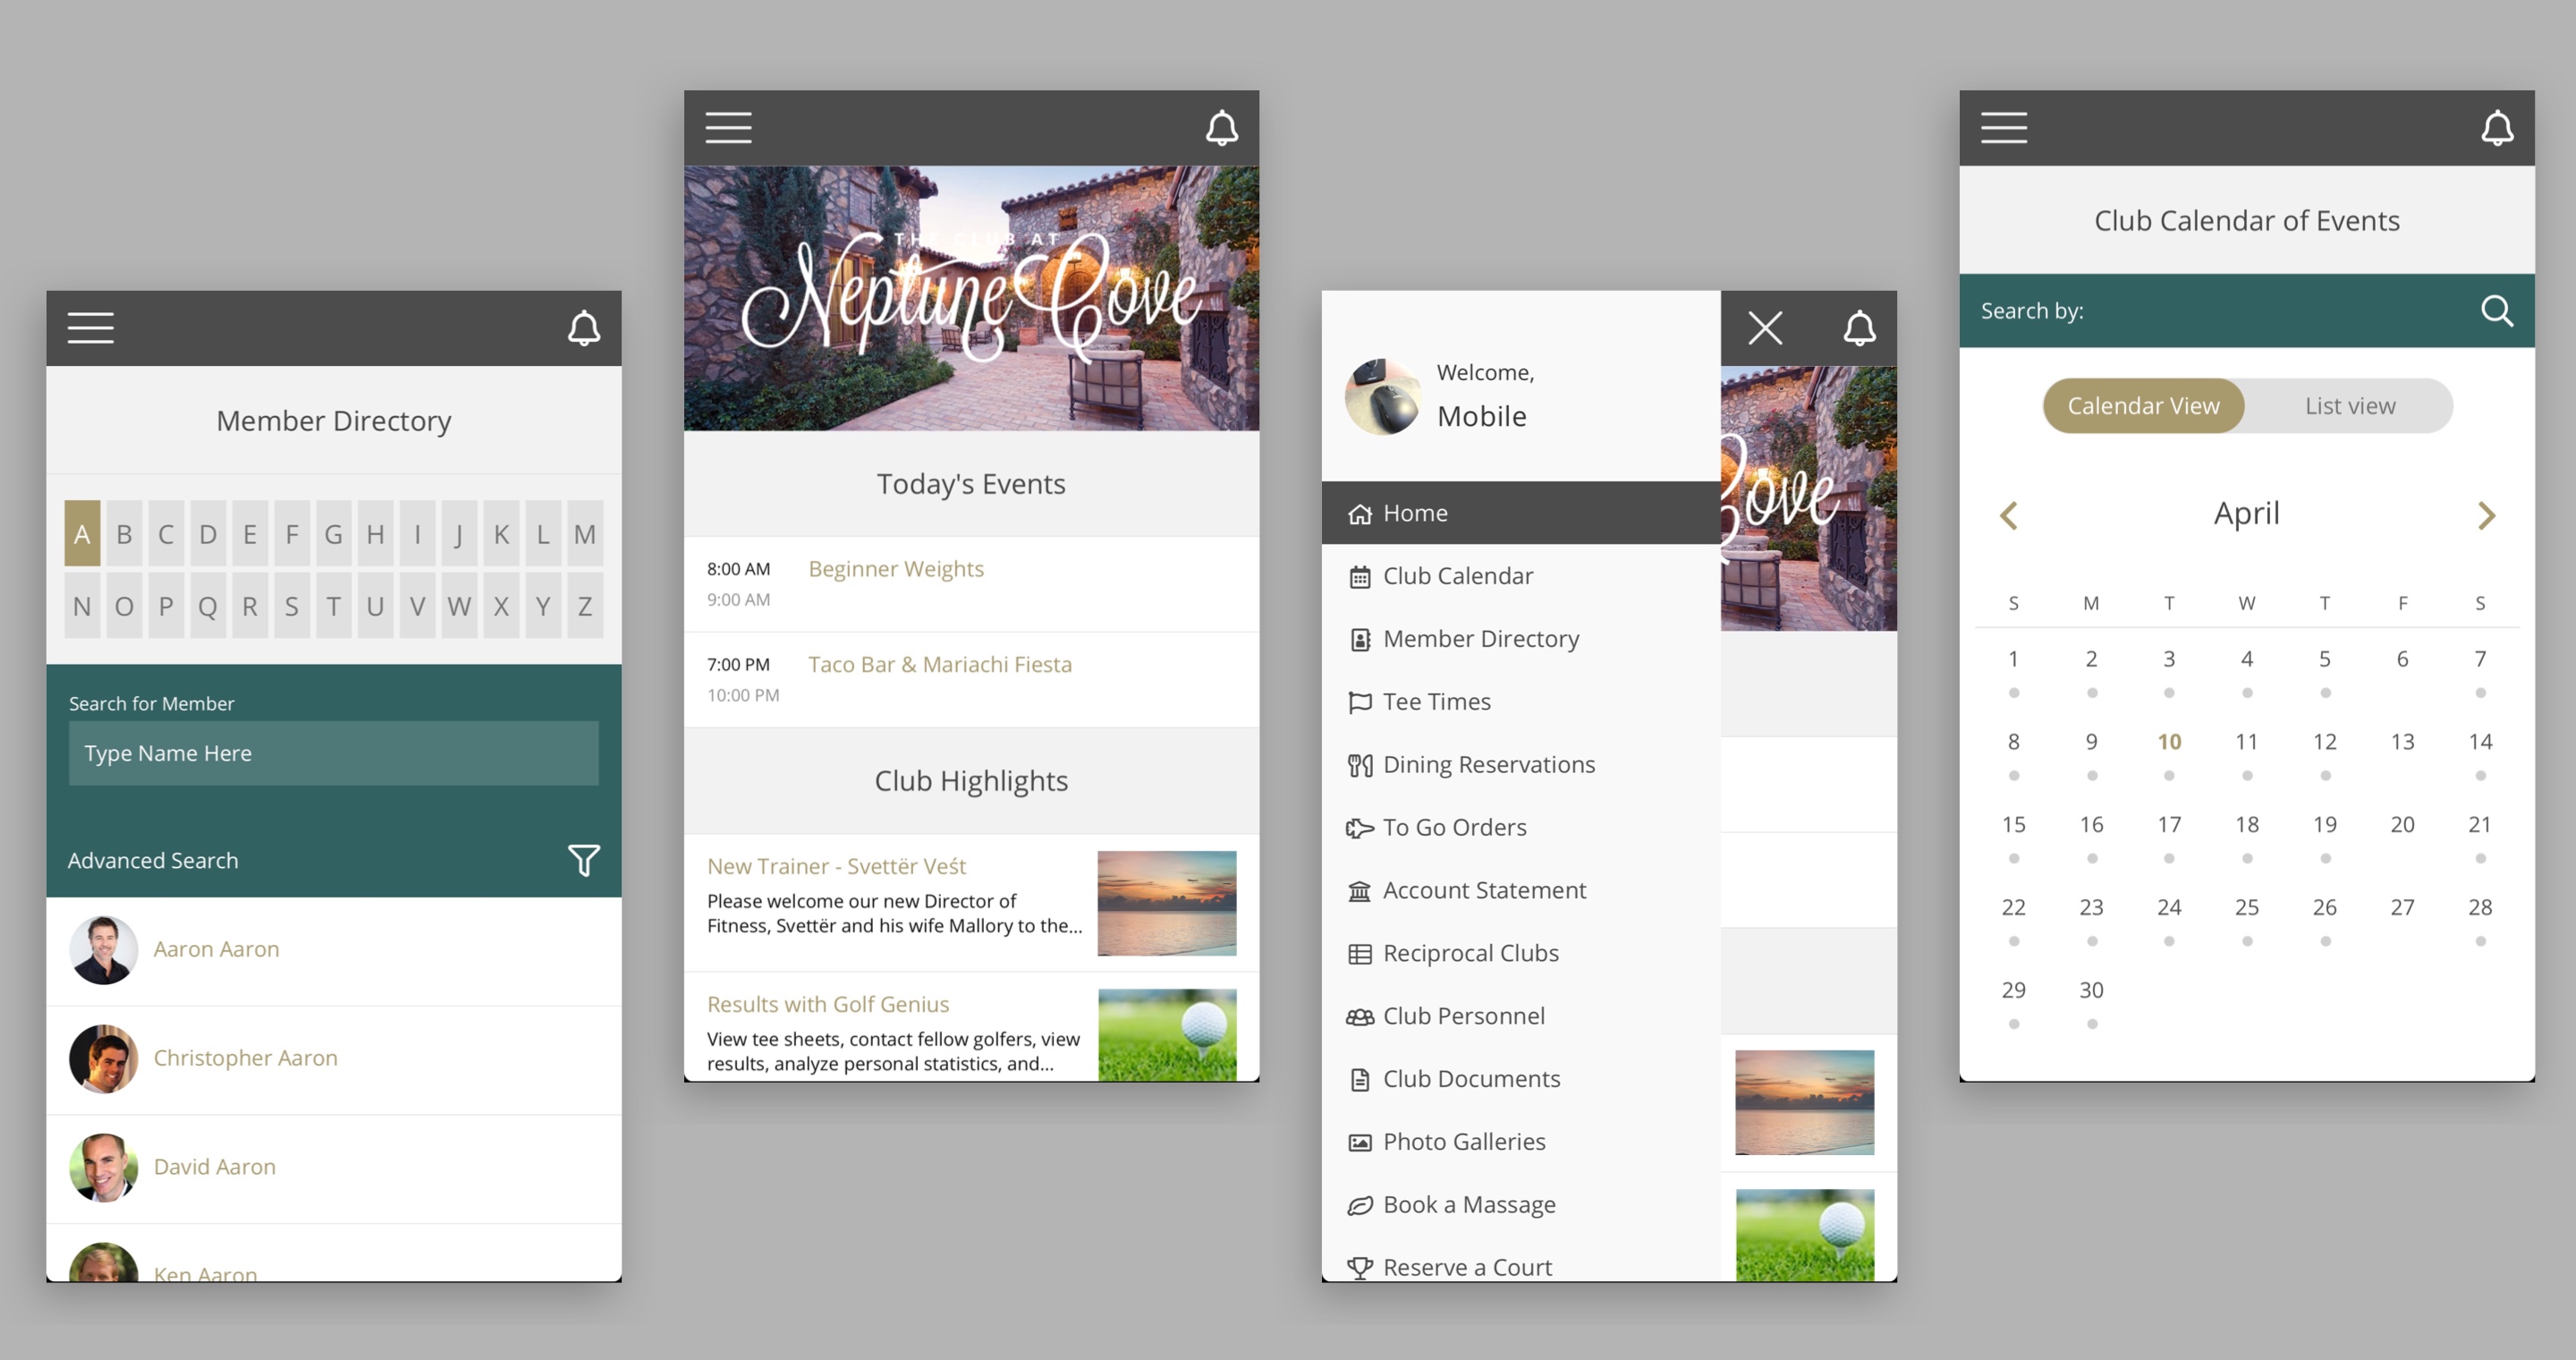 Member Directory
A B C D E F G H I J K L M
N O P Q R S T U V W X Y Z
Search for Member
Type Name Here
Advanced Search
Aaron Aaron
Christopher Aaron
David Aaron
Ken Aaron
THE CLUB AT
Neptune Cove
Today's Events
8:00 AM Beginner Weights
9:00 AM
7:00 PM Taco Bar & Mariachi Fiesta
10:00 PM
Club Highlights
New Trainer - Svettër Veśt
Please welcome our new Director of
Fitness, Svettër and his wife Mallory to the...
Results with Golf Genius
View tee sheets, contact fellow golfers, view
results, analyze personal statistics, and...
Welcome,
Mobile
Home
Club Calendar
Member Directory
Tee Times
Dining Reservations
To Go Orders
Account Statement
Reciprocal Clubs
Club Personnel
Club Documents
Photo Galleries
Book a Massage
Reserve a Court
Cove
Club Calendar of Events
Search by:
Calendar View List view
April
S M T W T F S
1 2 3 4 5 6 7
8 9 10 11 12 13 14
15 16 17 18 19 20 21
22 23 24 25 26 27 28
29 30